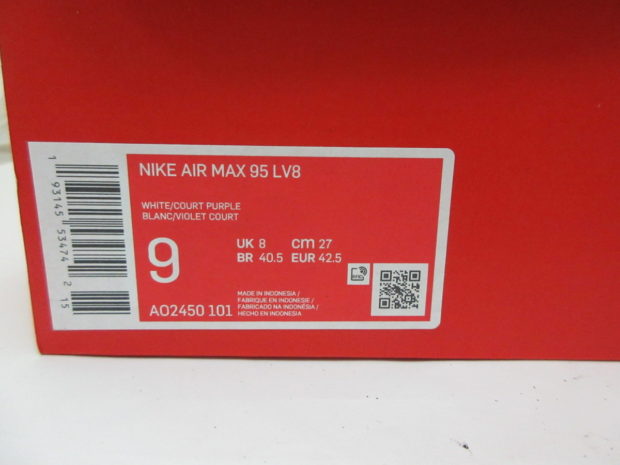 NIKE AIR MAX 95 LV8
WHITE/COURT PURPLE
BLANC/VIOLET COURT
9
UK 8 cm 27
BR 40.5 EUR 42.5
AO2450 101
MADE IN INDONESIA /
FABRIQUE EN INDONESIE /
FABRICADO NA INDONÉSIA /
HECHO EN INDONESIA
1 93145 53474 2 15